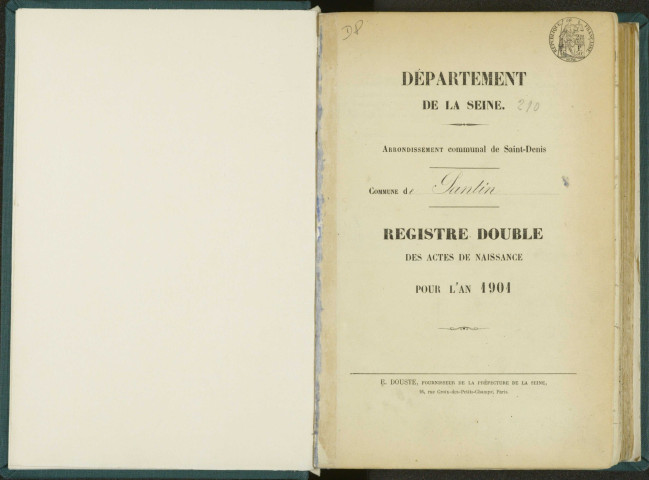 D8
DÉPARTEMENT
DE LA SEINE.
290
ARRONDISSEMENT communal de Saint-Denis
COMMUNE de Pantin
REGISTRE DOUBLE
DES ACTES DE NAISSANCE
POUR L'AN 1901
E. DOUSTE, FOURNISSEUR DE LA PRÉFECTURE DE LA SEINE,
rue Croix-des-Petits-Champs, Paris.